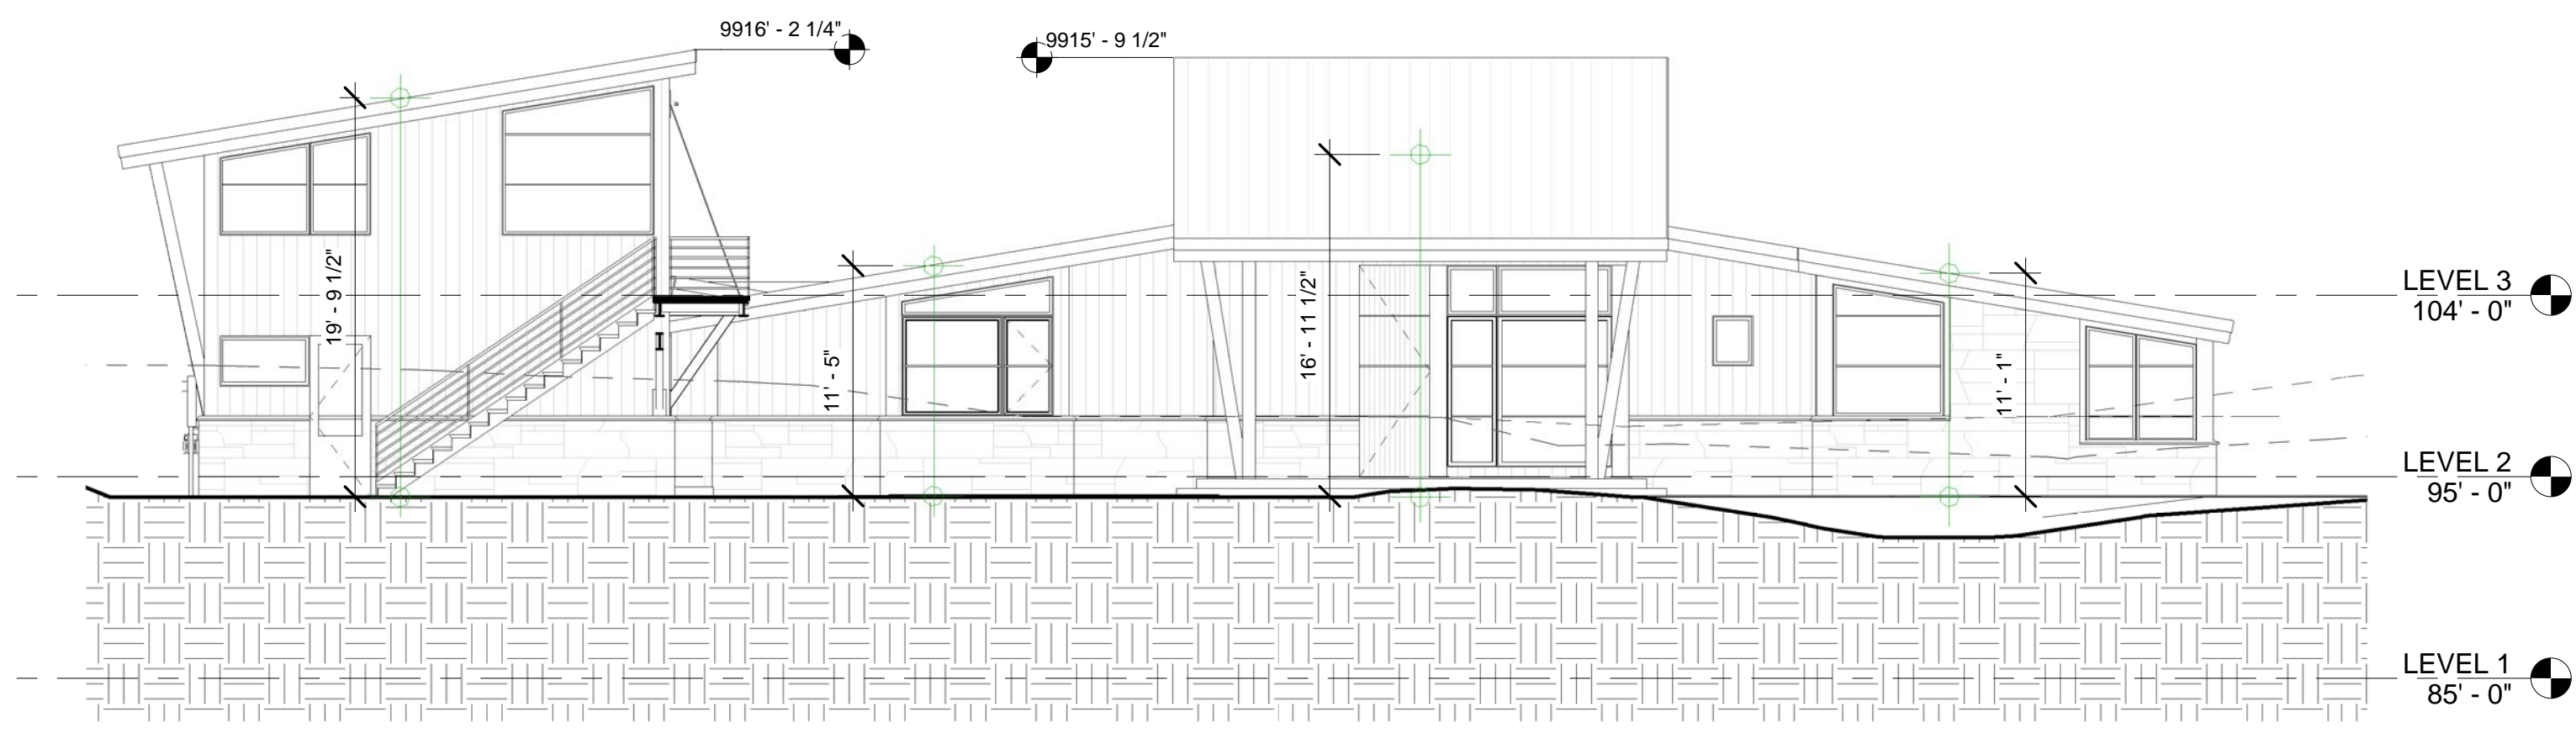 9916' - 2 1/4"
9915' - 9 1/2"
19' - 9 1/2"
11' - 5"
16' - 11 1/2"
11' - 1"
LEVEL 3
104' - 0"
LEVEL 2
95' - 0"
LEVEL 1
85' - 0"